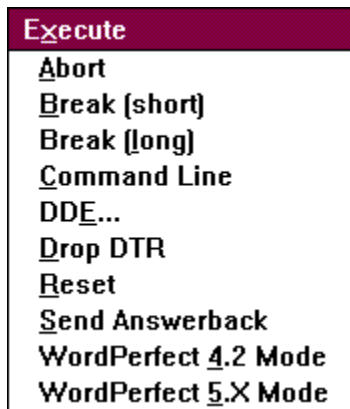 Execute
Abort
Break (short)
Break (long)
Command Line
DDE...
Drop DTR
Reset
Send Answerback
WordPerfect 4.2 Mode
WordPerfect 5.X Mode